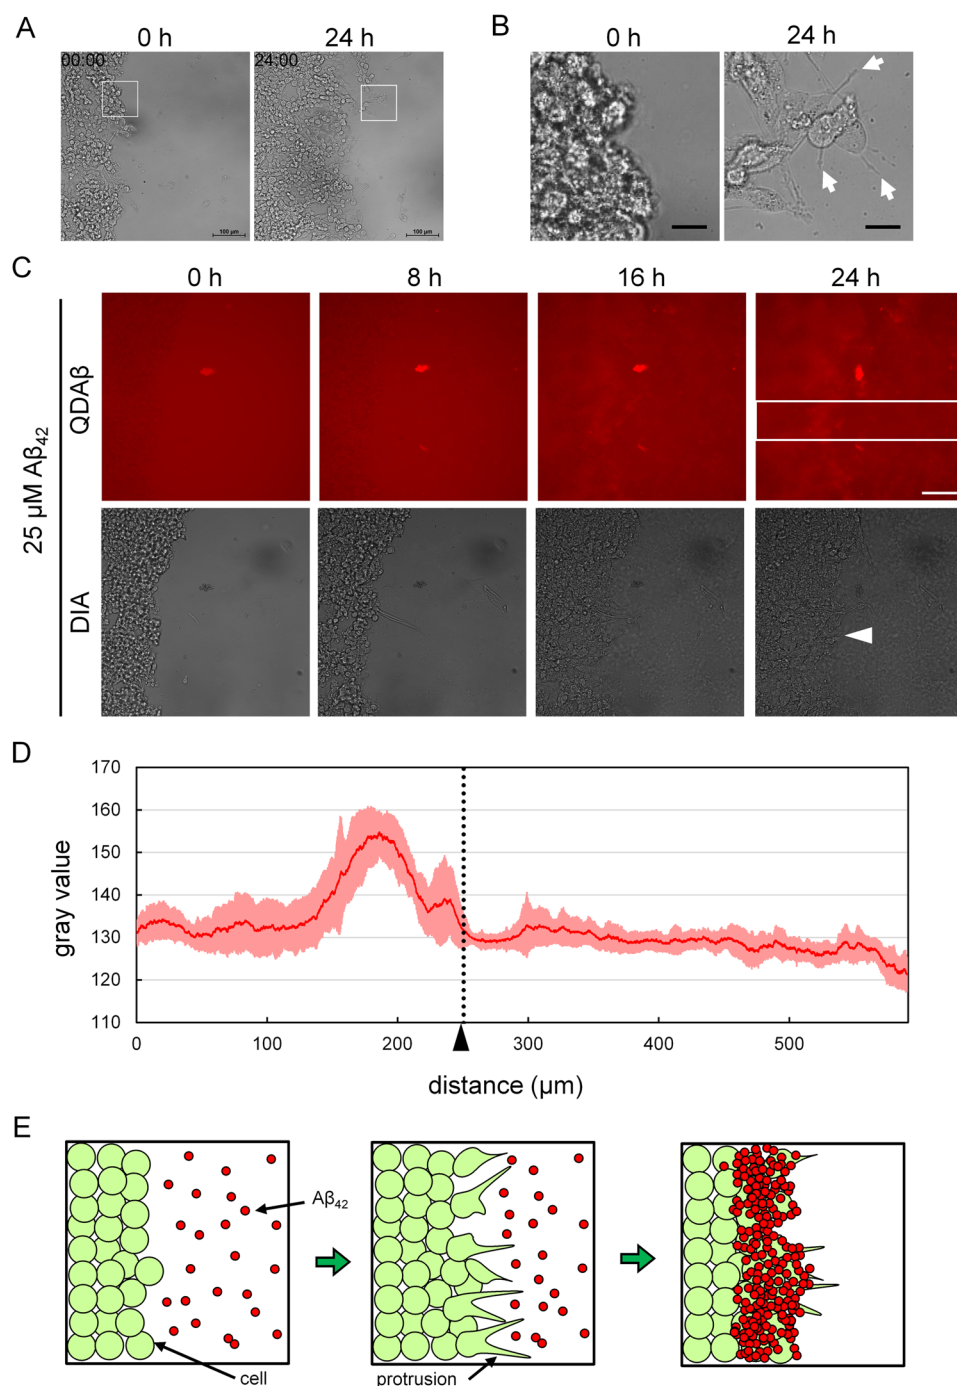 A
0 h
24 h
00:00
24:00
100 µm
100 µm
B
0 h
24 h
C
0 h
8 h
16 h
24 h
25 µM Aβ42
QDAβ
DIA
D
170
160
150
140
130
120
110
gray value
0
100
200
300
400
500
distance (µm)
E
Aβ42
cell
protrusion